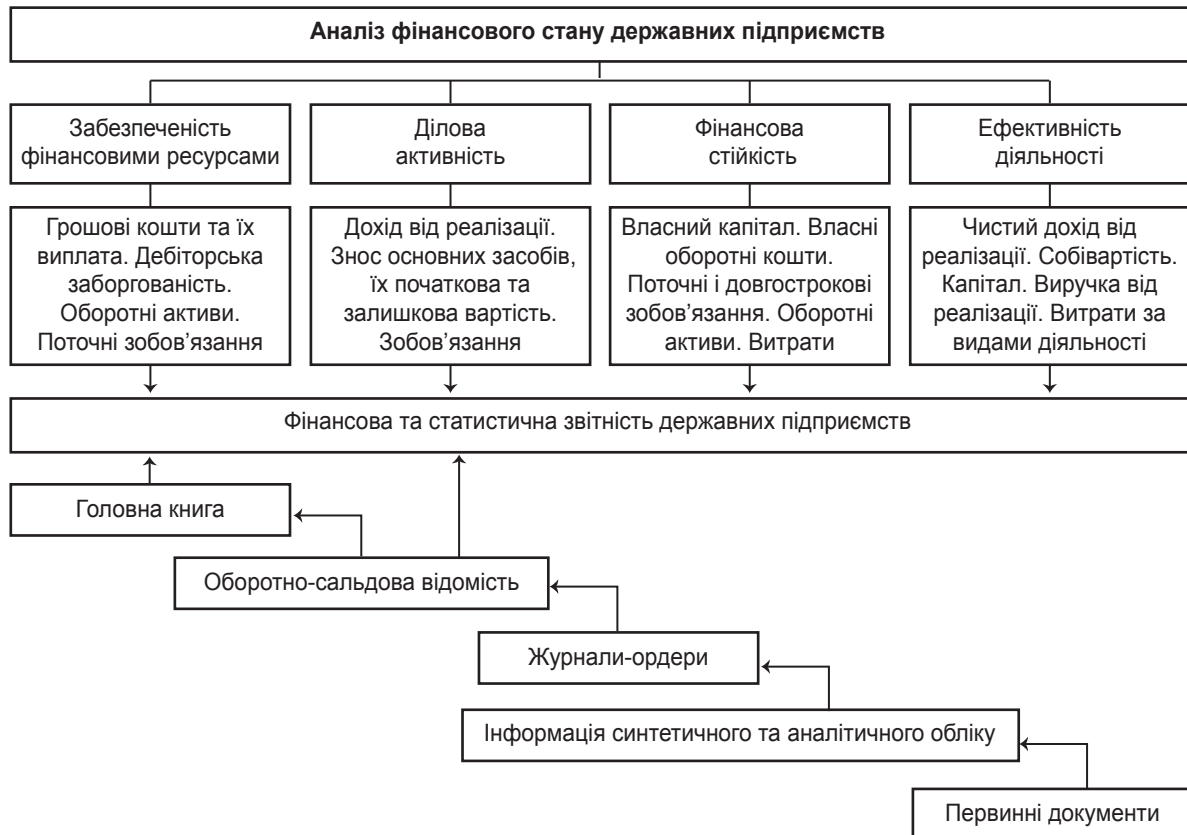 Аналіз фінансового стану державних підприємств
Забезпеченість
фінансовими ресурсами
Ділова
активність
Фінансова
стійкість
Ефективність
діяльності
Грошові кошти та їх
виплата. Дебіторська
заборгованість.
Оборотні активи.
Поточні зобов’язання
Дохід від реалізації.
Знос основних засобів,
їх початкова та
залишкова вартість.
Зобов’язання
Власний капітал. Власні
оборотні кошти.
Поточні і довгострокові
зобов’язання. Оборотні
активи. Витрати
Чистий дохід від
реалізації. Собівартість.
Капітал. Виручка від
реалізації. Витрати за
видами діяльності
Фінансова та статистична звітність державних підприємств
Головна книга
Оборотно-сальдова відомість
Журнали-ордери
Інформація синтетичного та аналітичного обліку
Первинні документи